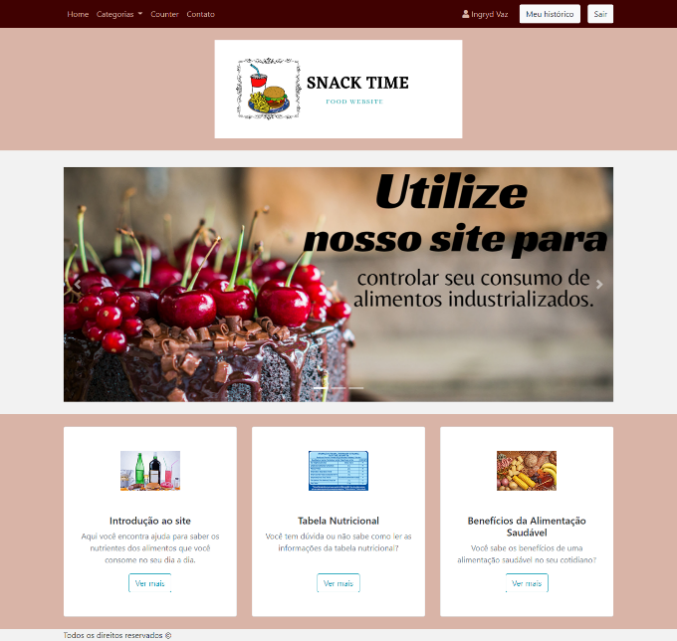 Home Categorias Counter Contato Ingryd Vaz Meu histórico Sair
SNACK TIME
FOOD WEBSITE
Utilize
nosso site para
controlar seu consumo de
alimentos industrializados.
Introdução ao site
Aqui você encontra ajuda para saber os
nutrientes dos alimentos que você
consome no seu dia a dia.
Ver mais
Tabela Nutricional
Você tem dúvida ou não sabe como ler as
informações da tabela nutricional?
Ver mais
Benefícios da Alimentação
Saudável
Você sabe os benefícios de uma
alimentação saudável no seu cotidiano?
Ver mais
Todos os direitos reservados ©